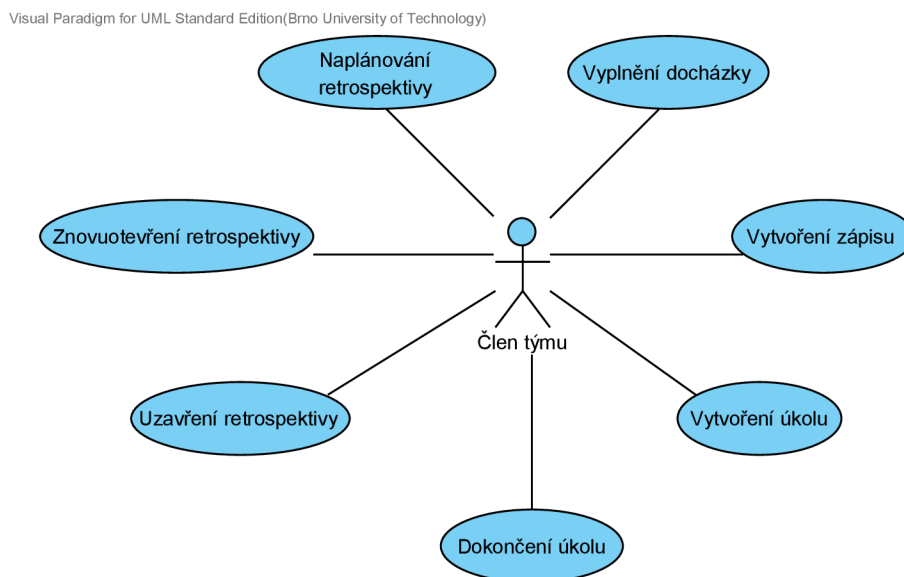 Visual Paradigm for UML Standard Edition(Brno University of Technology)
Naplánování
retrospektivy
Vyplnění docházky
Znovuotevření retrospektivy
Vytvoření zápisu
Člen týmu
Uzavření retrospektivy
Vytvoření úkolu
Dokončení úkolu